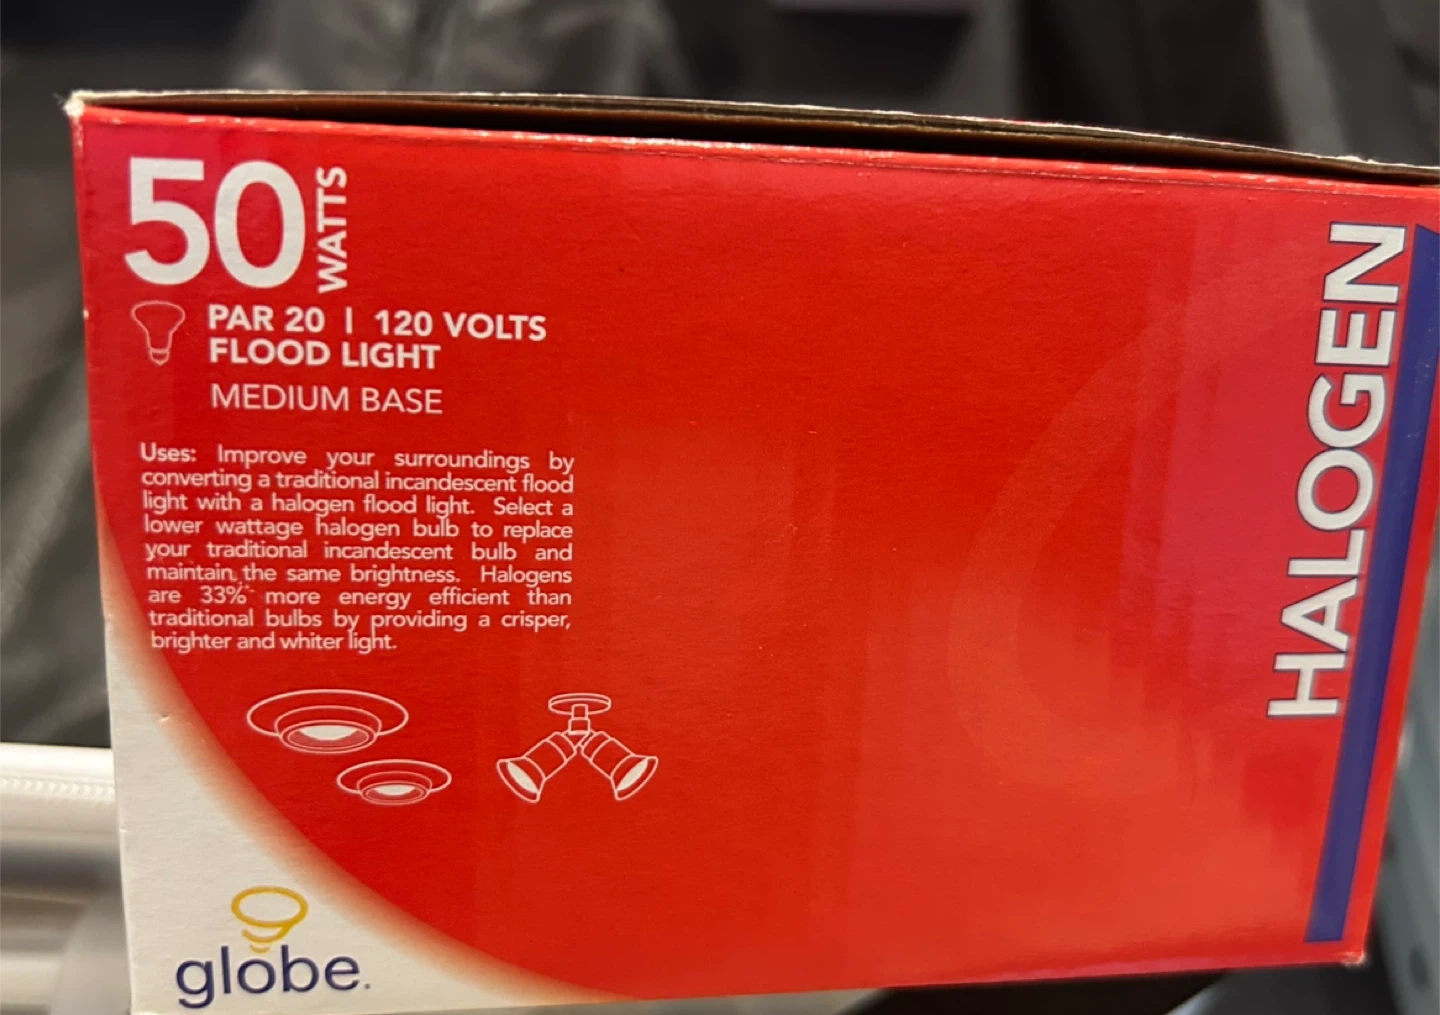 50 WATTS
PAR 20 | 120 VOLTS
FLOOD LIGHT
MEDIUM BASE
Uses: Improve your surroundings by
converting a traditional incandescent flood
light with a halogen flood light. Select a
lower wattage halogen bulb to replace
your traditional incandescent bulb and
maintain the same brightness. Halogens
are 33% more energy efficient than
traditional bulbs by providing a crisper,
brighter and whiter light.
HALOGEN
globe.